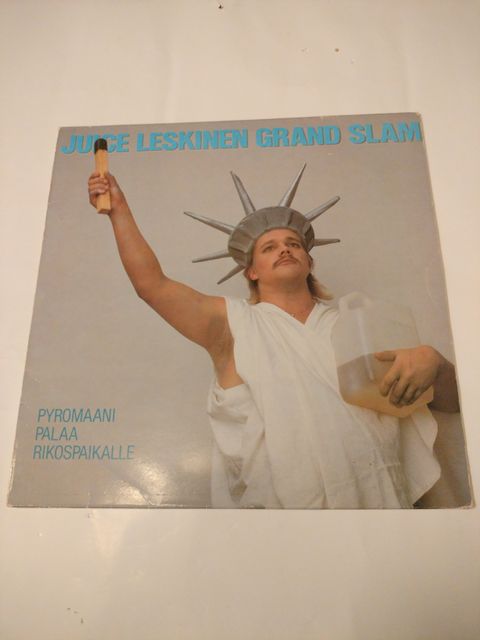 JUICE LESKINEN GRAND SLAM
PYROMAANI
PALAA
RIKOSPAIKALLE